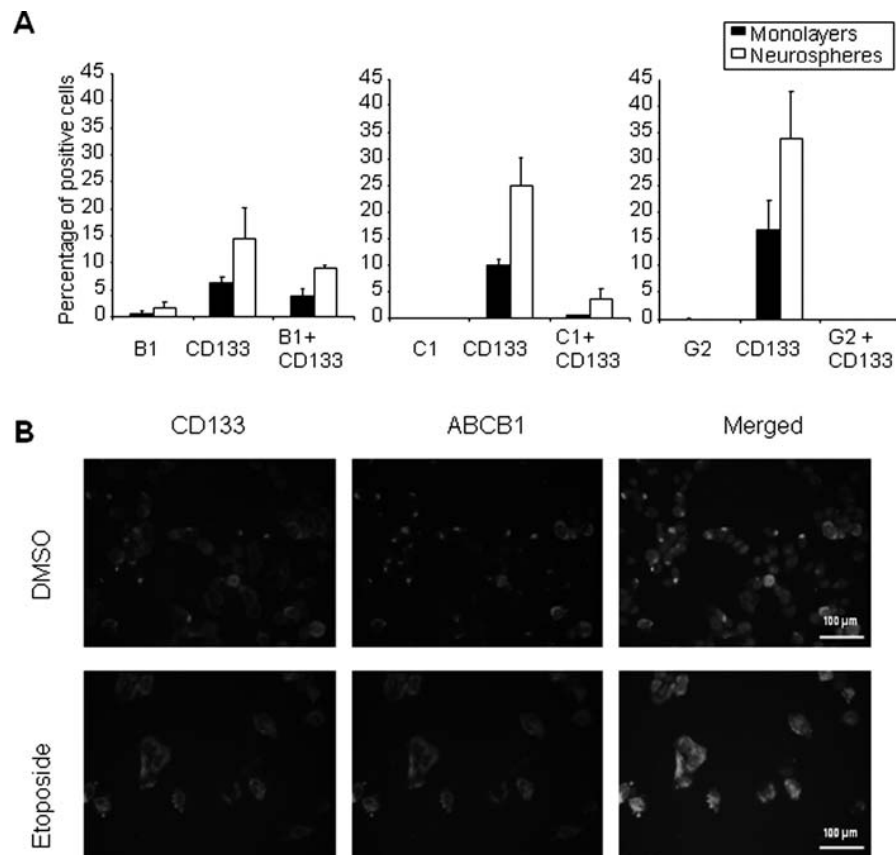 A
Monolayers
Neurospheres
Percentage of positive cells
45
40
35
30
25
20
15
10
5
0
B1
CD133
B1+
CD133
45
40
35
30
25
20
15
10
5
0
C1
CD133
C1+
CD133
45
40
35
30
25
20
15
10
5
0
G2
CD133
G2 +
CD133
B
CD133
ABCB1
Merged
DMSO
100 µm
Etoposide
100 µm